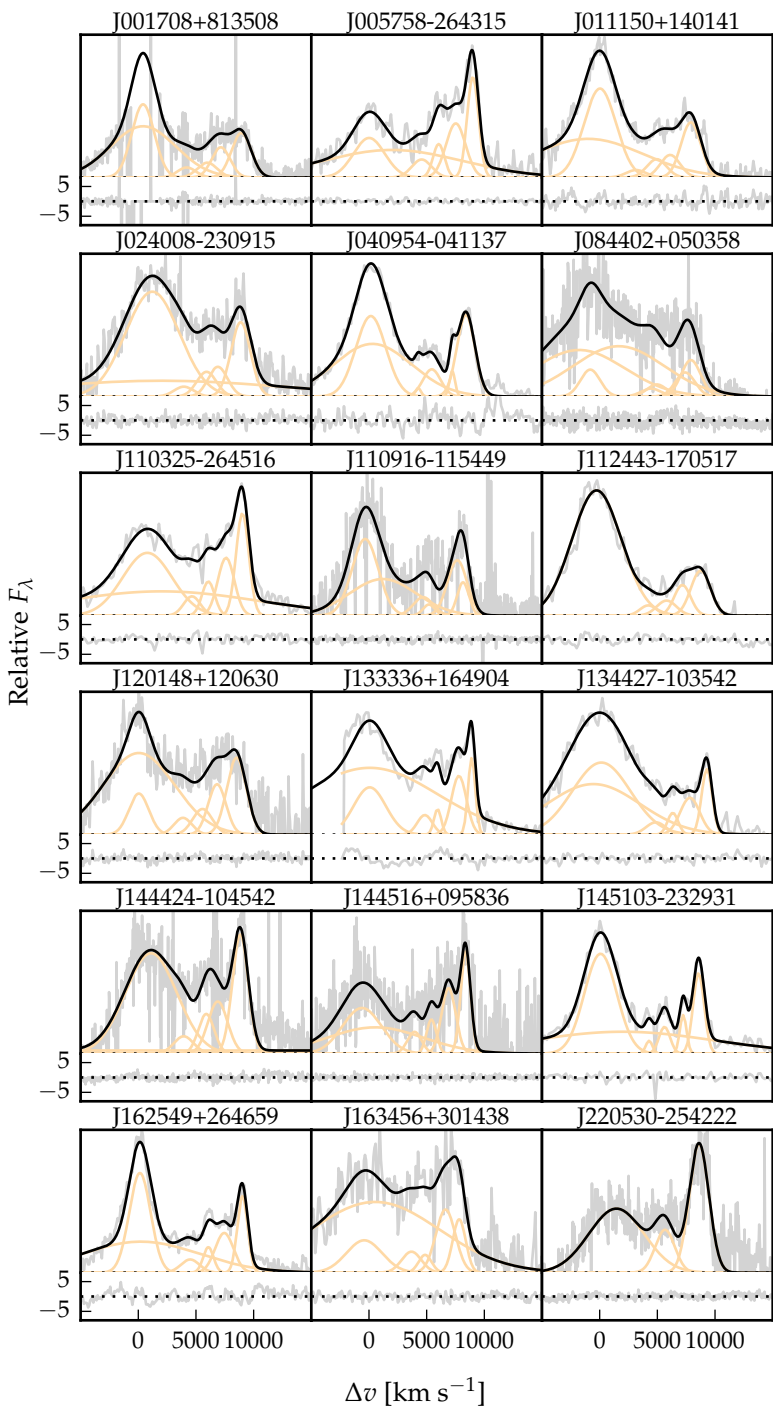 J001708+813508 J005758-264315 J011150+140141
5
−5
J024008-230915 J040954-041137 J084402+050358
5
−5
J110325-264516 J110916-115449 J112443-170517
5
−5
J120148+120630 J133336+164904 J134427-103542
5
−5
J144424-104542 J144516+095836 J145103-232931
5
−5
J162549+264659 J163456+301438 J220530-254222
5
−5
Relative Fλ
0 5000 10000 0 5000 10000 0 5000 10000
Δv [km s⁻¹]